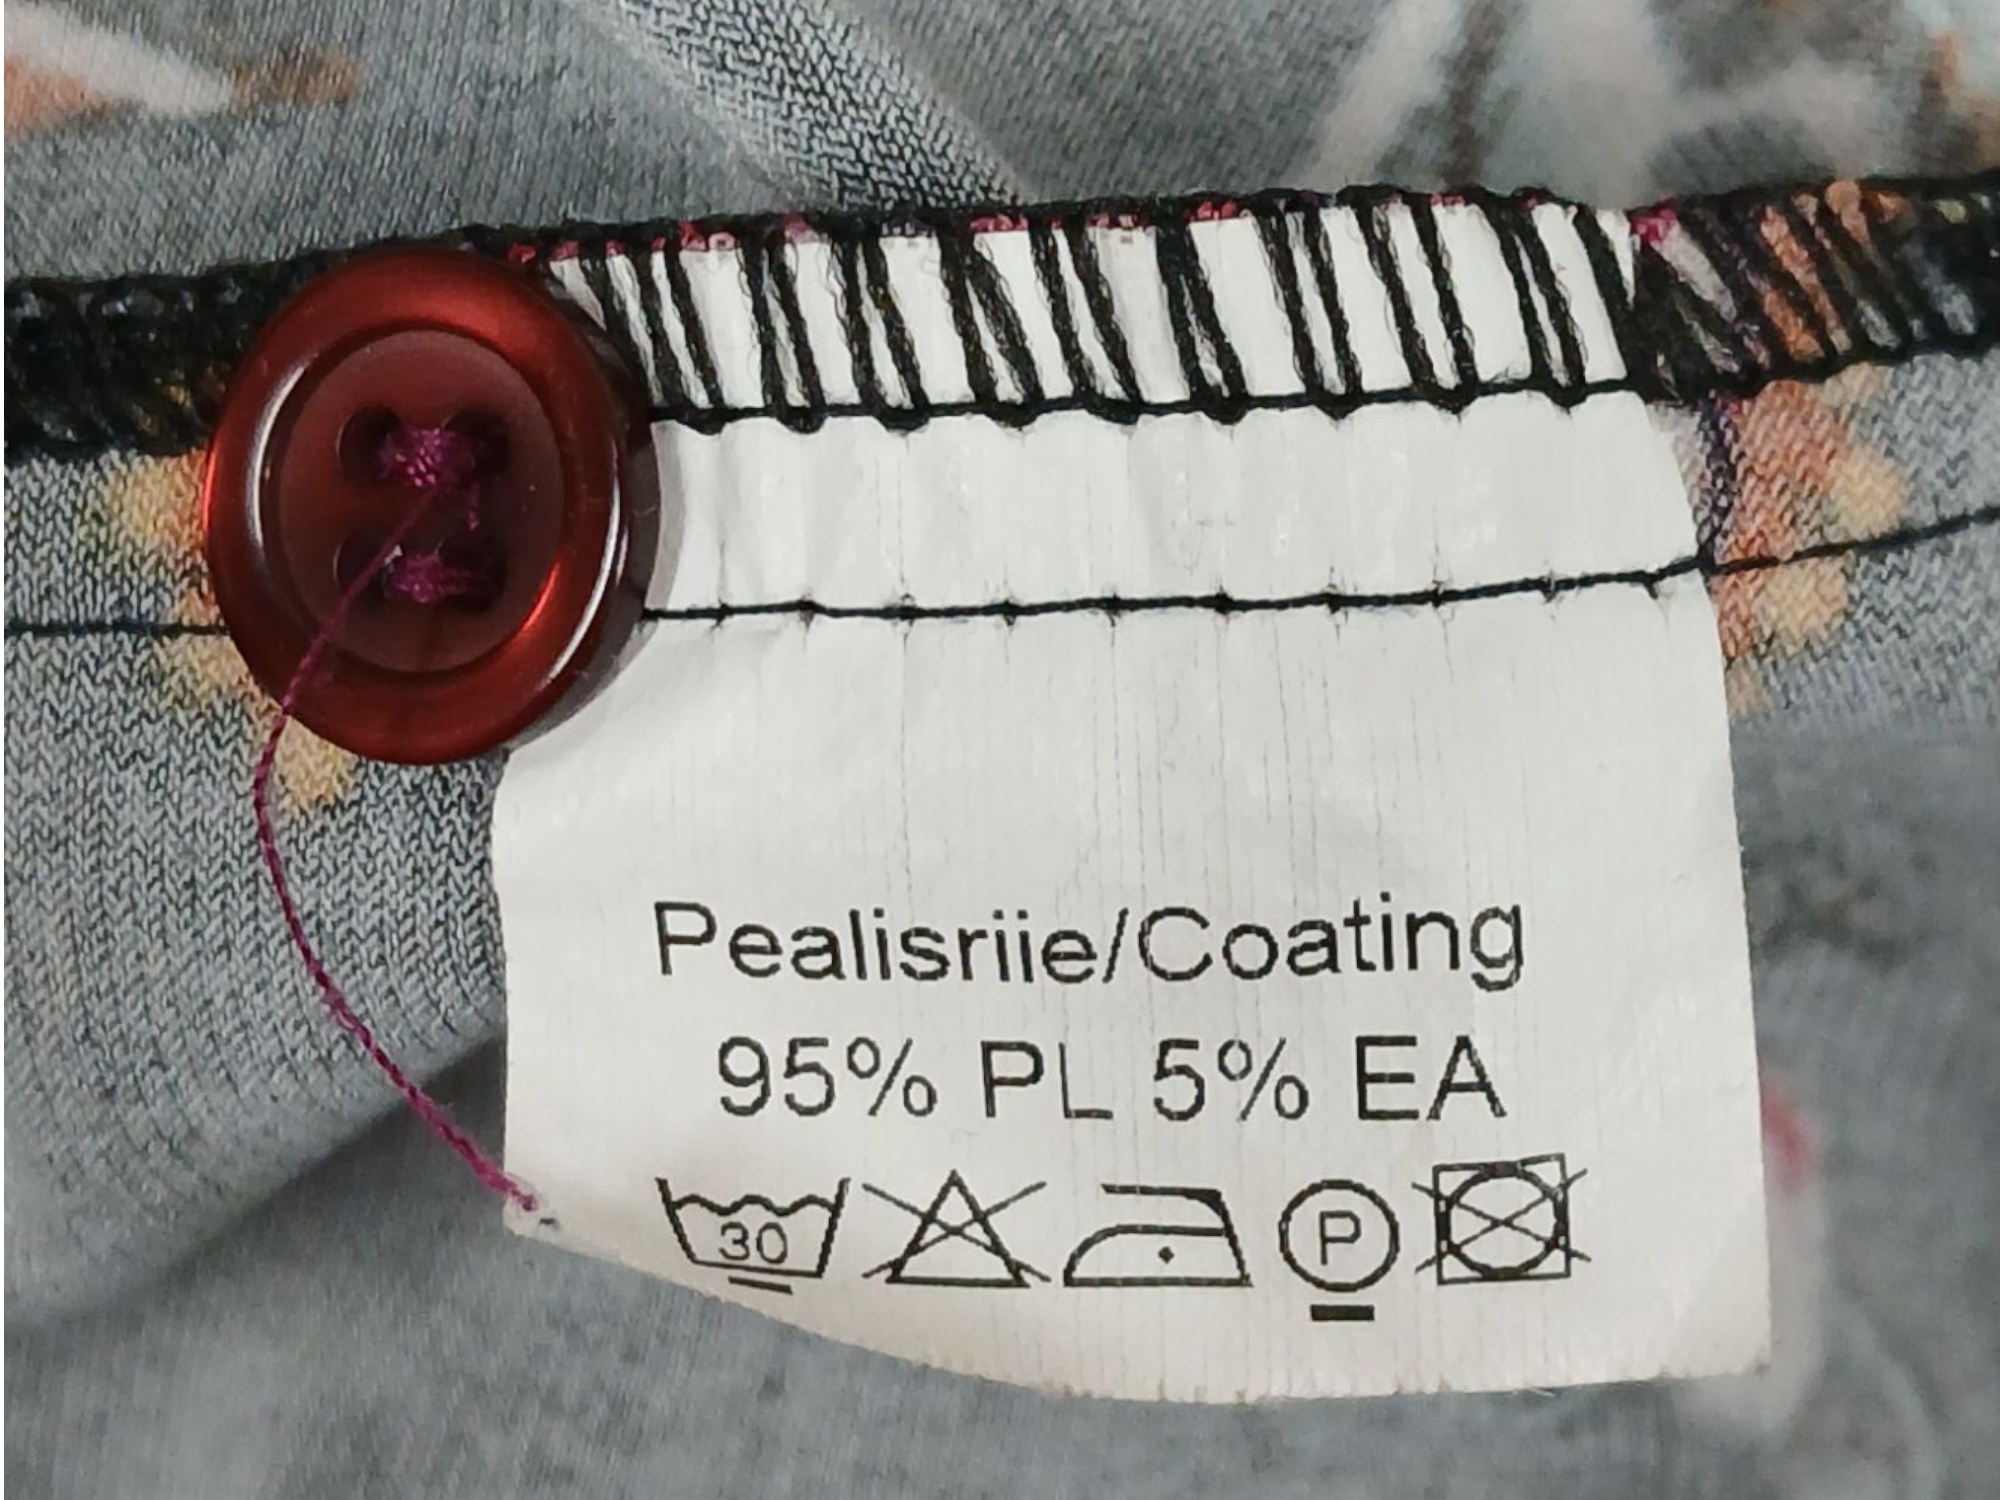 Pealisriie/Coating
95% PL 5% EA
30 P